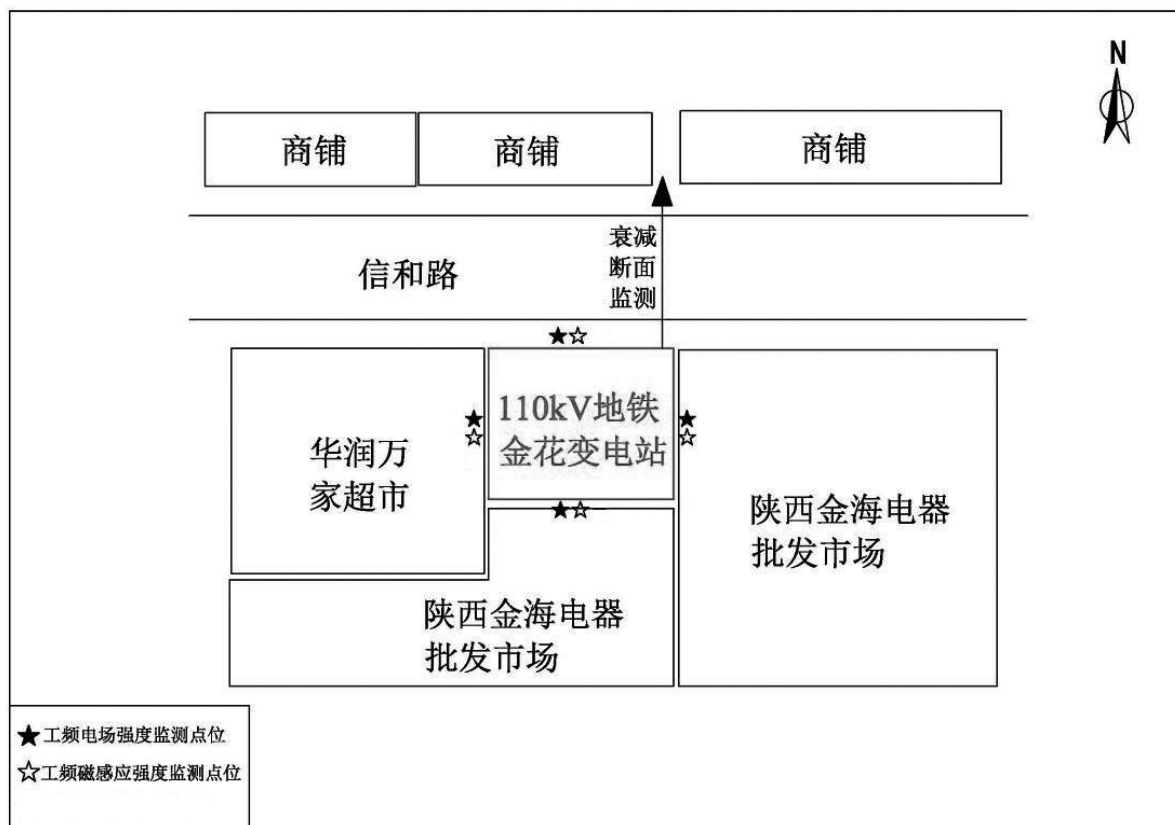 N
商铺
商铺
商铺
衰减
断面
监测
信和路
110kV地铁
金花变电站
华润万
家超市
陕西金海电器
批发市场
陕西金海电器
批发市场
★工频电场强度监测点位
☆工频磁感应强度监测点位